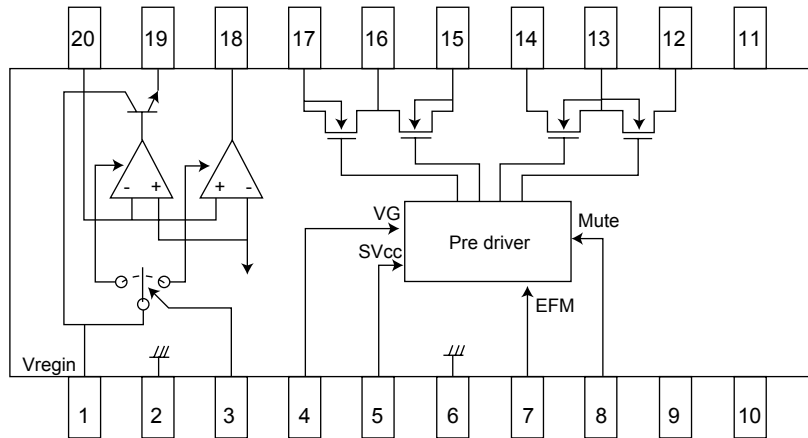 20 19 18 17 16 15 14 13 12 11
- + + -
VG
Mute
Pre driver
SVcc
EFM
Vregin
1 2 3 4 5 6 7 8 9 10